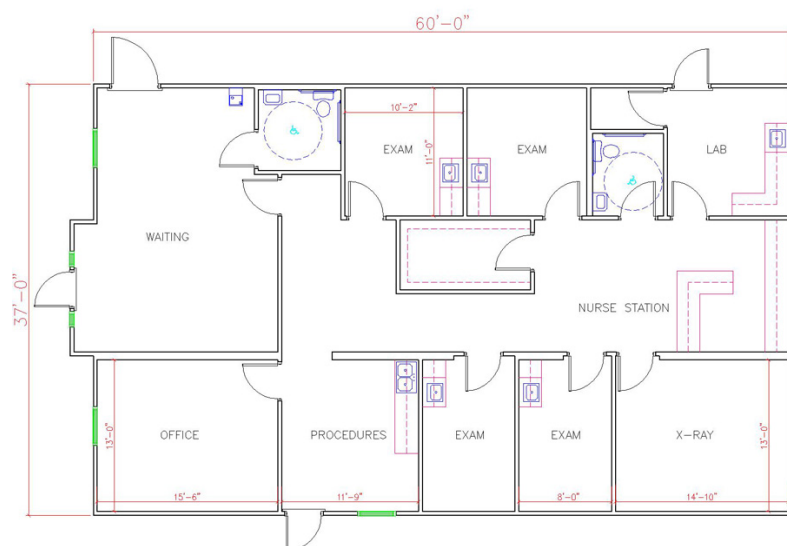 60'-0"
10'-2"
EXAM
11'-0"
EXAM
LAB
WAITING
37'-0"
NURSE STATION
OFFICE
13'-0"
15'-6"
PROCEDURES
11'-9"
EXAM
EXAM
8'-0"
X-RAY
13'-0"
14'-10"